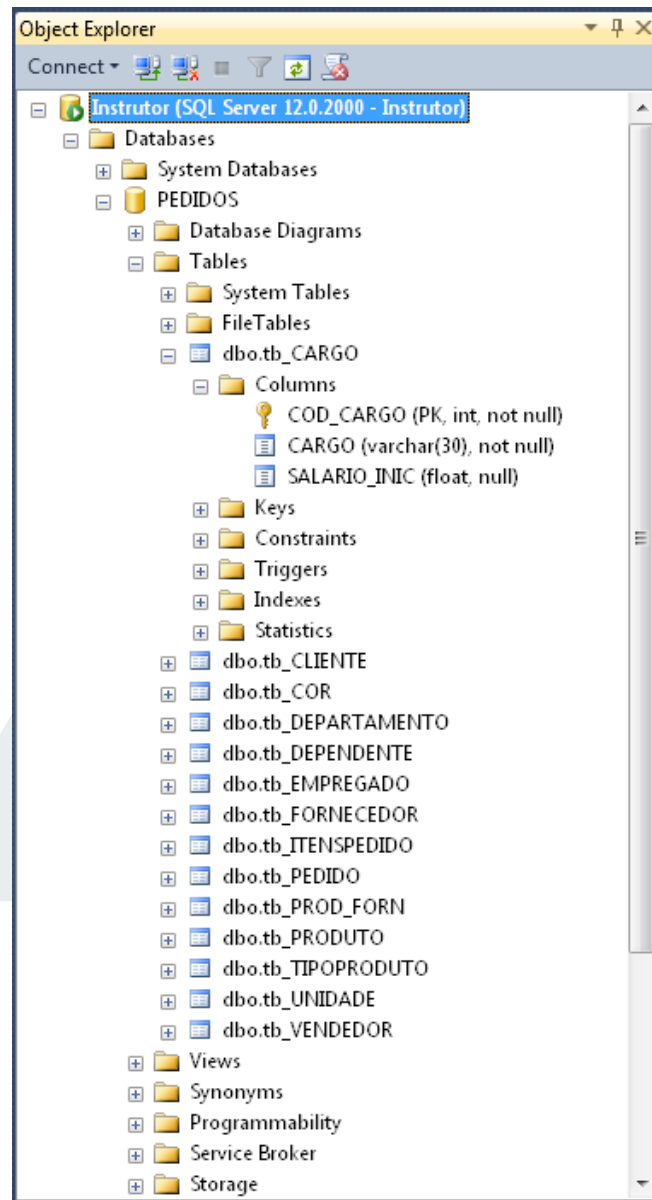 Object Explorer
Connect
Instrutor (SQL Server 12.0.2000 - Instrutor)
Databases
System Databases
PEDIDOS
Database Diagrams
Tables
System Tables
FileTables
dbo.tb_CARGO
Columns
COD_CARGO (PK, int, not null)
CARGO (varchar(30), not null)
SALARIO_INIC (float, null)
Keys
Constraints
Triggers
Indexes
Statistics
dbo.tb_CLIENTE
dbo.tb_COR
dbo.tb_DEPARTAMENTO
dbo.tb_DEPENDENTE
dbo.tb_EMPREGADO
dbo.tb_FORNECEDOR
dbo.tb_ITENSPEDIDO
dbo.tb_PEDIDO
dbo.tb_PROD_FORN
dbo.tb_PRODUTO
dbo.tb_TIPOPRODUTO
dbo.tb_UNIDADE
dbo.tb_VENDEDOR
Views
Synonyms
Programmability
Service Broker
Storage